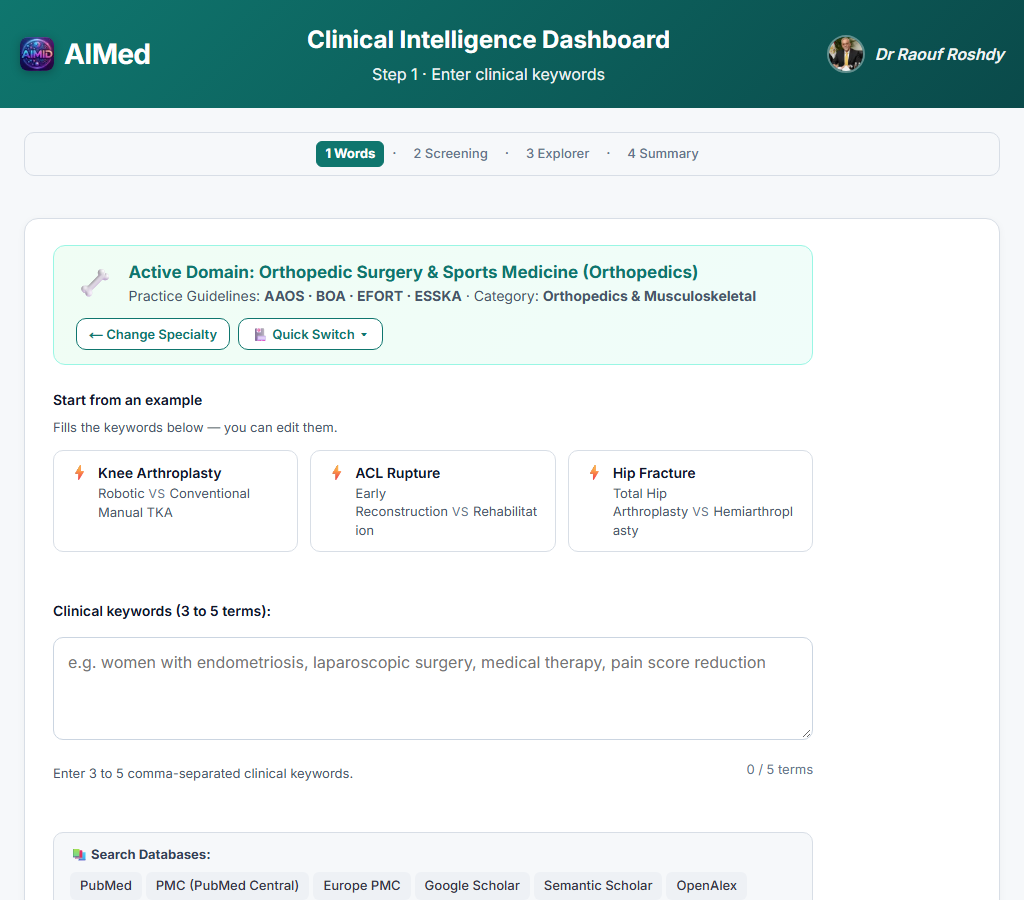 AIMID
AIMed
Clinical Intelligence Dashboard
Step 1 · Enter clinical keywords
Dr Raouf Roshdy
1 Words · 2 Screening · 3 Explorer · 4 Summary
Active Domain: Orthopedic Surgery & Sports Medicine (Orthopedics)
Practice Guidelines: AAOS · BOA · EFORT · ESSKA · Category: Orthopedics & Musculoskeletal
← Change Specialty
Quick Switch
Start from an example
Fills the keywords below — you can edit them.
Knee Arthroplasty
Robotic VS Conventional
Manual TKA
ACL Rupture
Early
Reconstruction VS Rehabilitat
ion
Hip Fracture
Total Hip
Arthroplasty VS Hemiarthropl
asty
Clinical keywords (3 to 5 terms):
e.g. women with endometriosis, laparoscopic surgery, medical therapy, pain score reduction
Enter 3 to 5 comma-separated clinical keywords.
0 / 5 terms
Search Databases:
PubMed
PMC (PubMed Central)
Europe PMC
Google Scholar
Semantic Scholar
OpenAlex